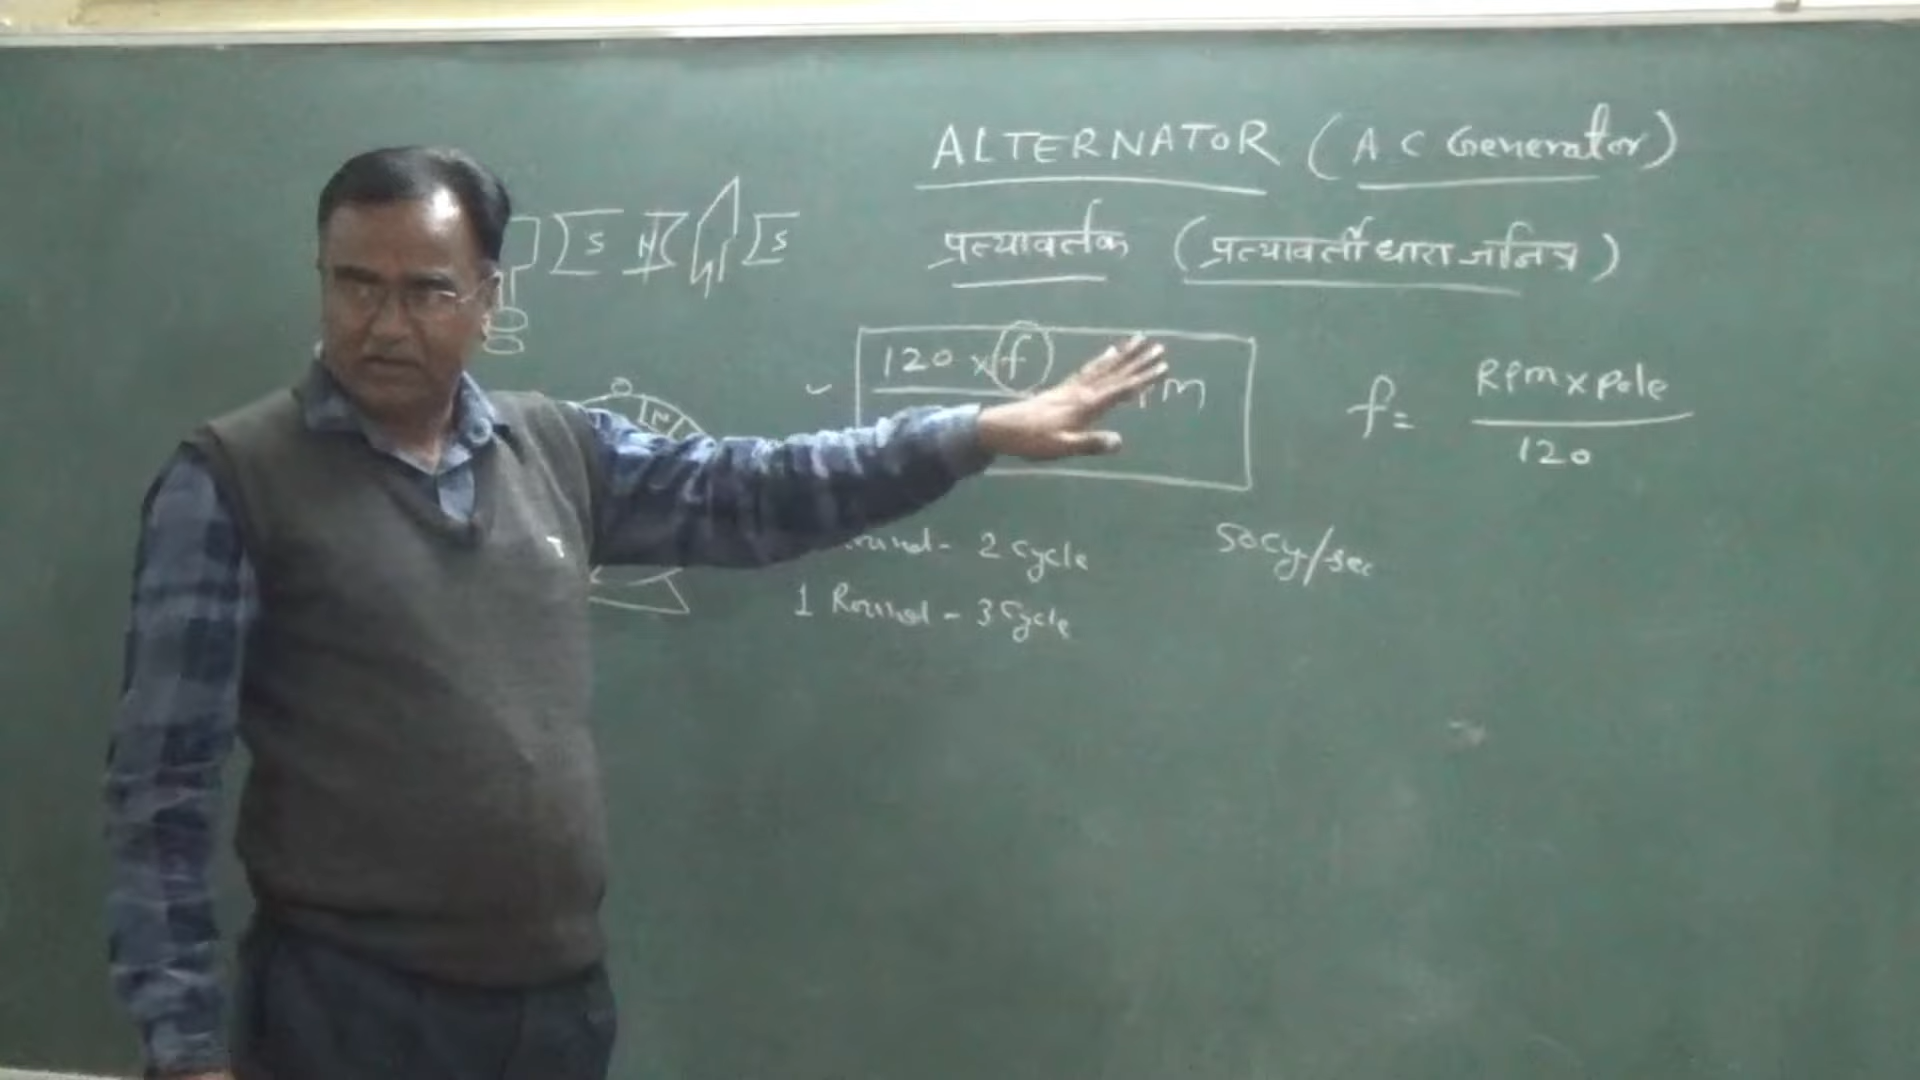 ALTERNATOR (AC Generator)
प्रत्यावर्तक (प्रत्यावर्ती धारा जनित्र)
S N S
120 x f
f = Rpm x pole
120
N
- 2 Cycle
50Cy/sec
1 Round - 3 Cycle